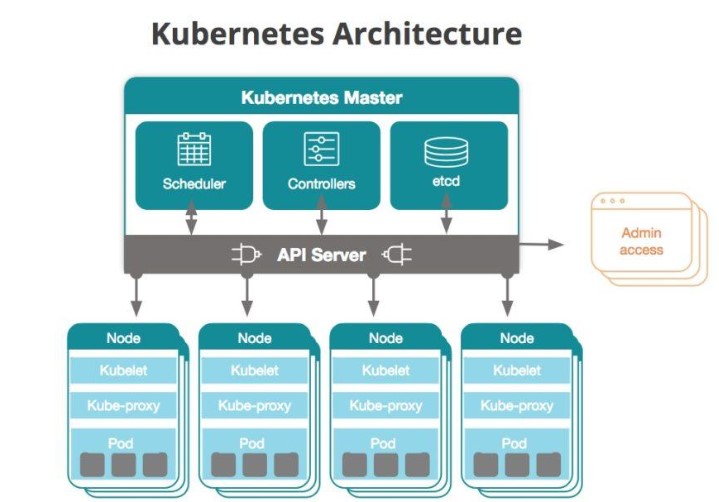 Kubernetes Architecture
Kubernetes Master
Scheduler
Controllers
etcd
API Server
Admin
access
Node
Kubelet
Kube-proxy
Pod
Node
Kubelet
Kube-proxy
Pod
Node
Kubelet
Kube-proxy
Pod
Node
Kubelet
Kube-proxy
Pod